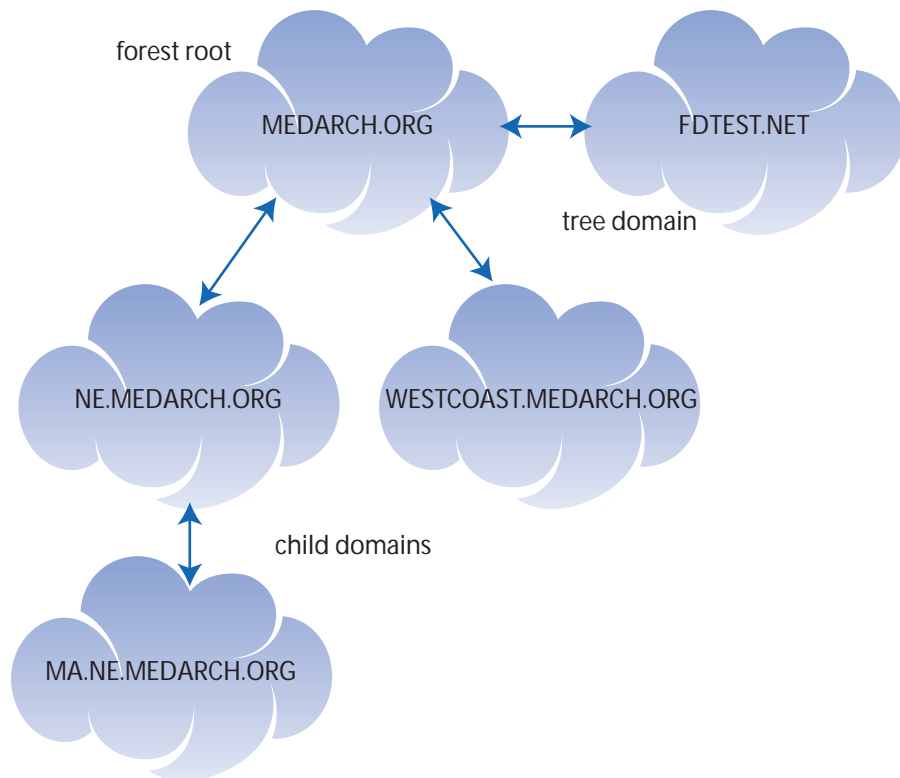 forest root
MEDARCH.ORG
FDTEST.NET
tree domain
NE.MEDARCH.ORG
WESTCOAST.MEDARCH.ORG
child domains
MA.NE.MEDARCH.ORG